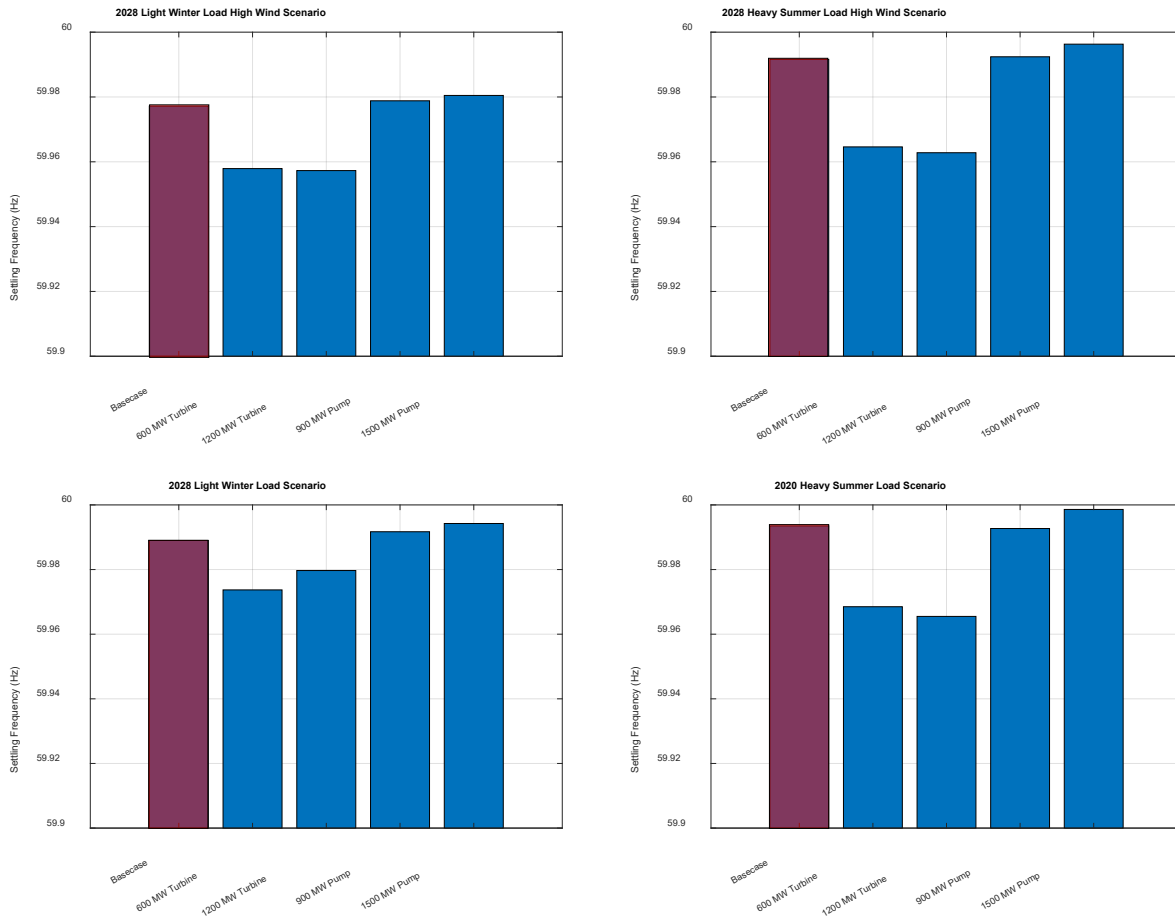 2028 Light Winter Load High Wind Scenario
60
59.98
59.96
59.94
59.92
59.9
Settling Frequency (Hz)
Basecase
600 MW Turbine
1200 MW Turbine
900 MW Pump
1500 MW Pump
2028 Heavy Summer Load High Wind Scenario
60
59.98
59.96
59.94
59.92
59.9
Settling Frequency (Hz)
Basecase
600 MW Turbine
1200 MW Turbine
900 MW Pump
1500 MW Pump
2028 Light Winter Load Scenario
60
59.98
59.96
59.94
59.92
59.9
Settling Frequency (Hz)
Basecase
600 MW Turbine
1200 MW Turbine
900 MW Pump
1500 MW Pump
2020 Heavy Summer Load Scenario
60
59.98
59.96
59.94
59.92
59.9
Settling Frequency (Hz)
Basecase
600 MW Turbine
1200 MW Turbine
900 MW Pump
1500 MW Pump